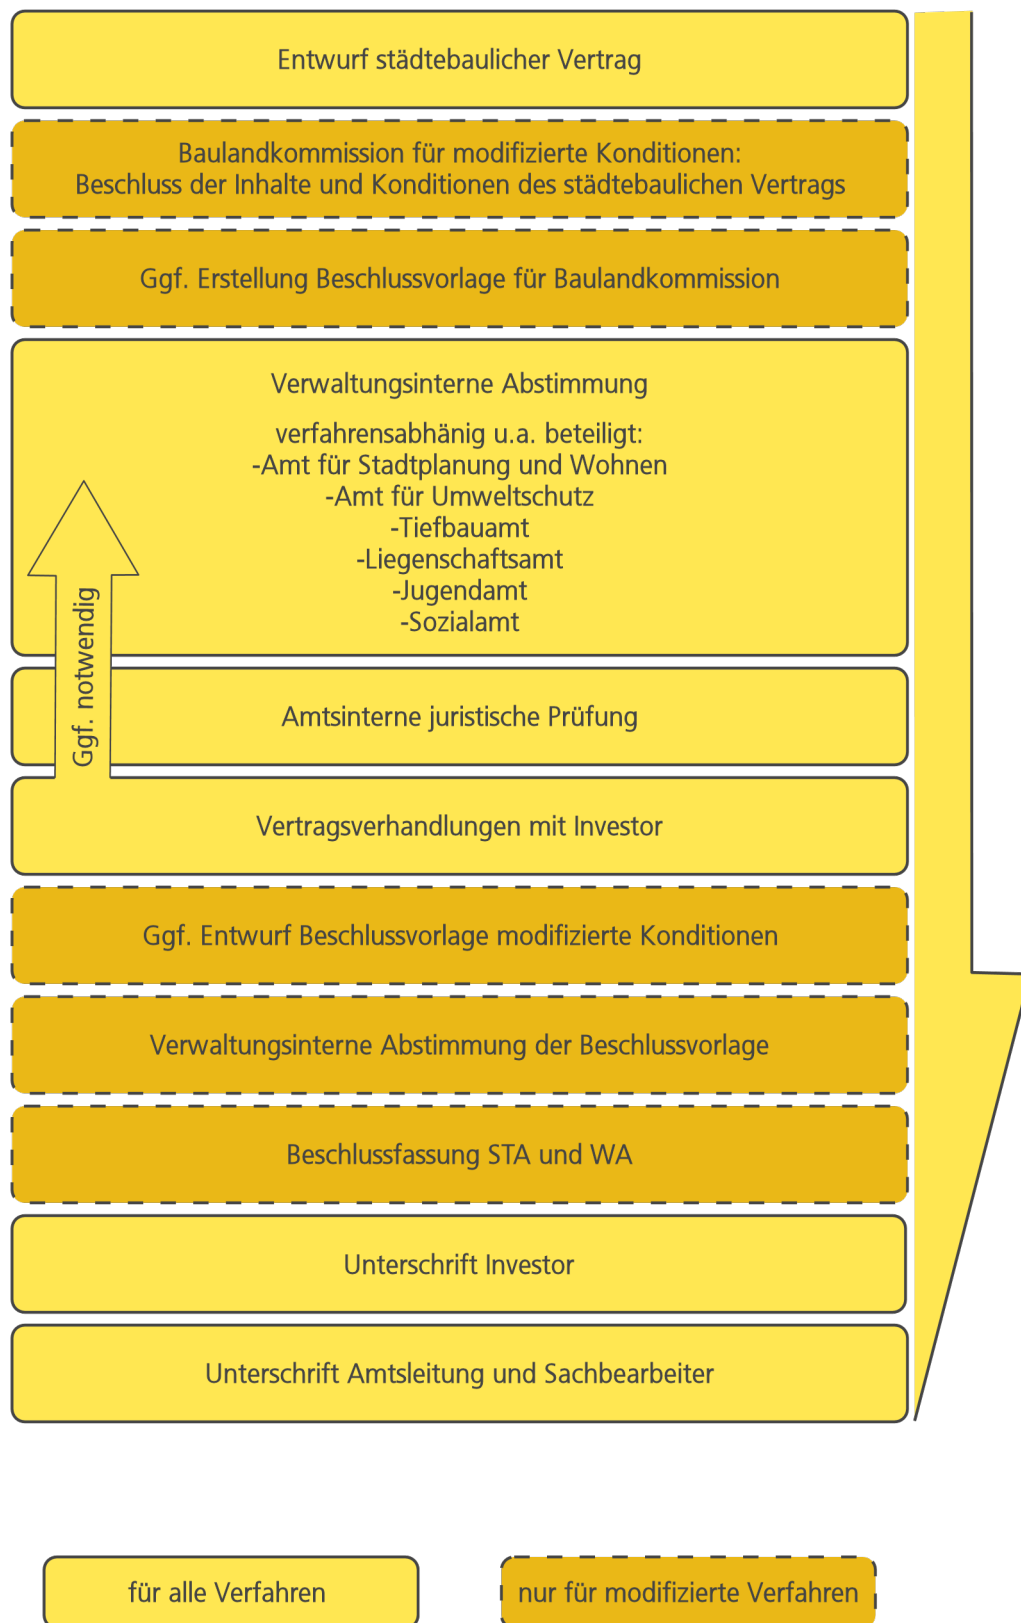 Entwurf städtebaulicher Vertrag
Baulandkommission für modifizierte Konditionen:
Beschluss der Inhalte und Konditionen des städtebaulichen Vertrags
Ggf. Erstellung Beschlussvorlage für Baulandkommission
Verwaltungsinterne Abstimmung
verfahrensabhänig u.a. beteiligt:
-Amt für Stadtplanung und Wohnen
-Amt für Umweltschutz
-Tiefbauamt
-Liegenschaftsamt
-Jugendamt
-Sozialamt
Ggf. notwendig
Amtsinterne juristische Prüfung
Vertragsverhandlungen mit Investor
Ggf. Entwurf Beschlussvorlage modifizierte Konditionen
Verwaltungsinterne Abstimmung der Beschlussvorlage
Beschlussfassung STA und WA
Unterschrift Investor
Unterschrift Amtsleitung und Sachbearbeiter
für alle Verfahren
nur für modifizierte Verfahren